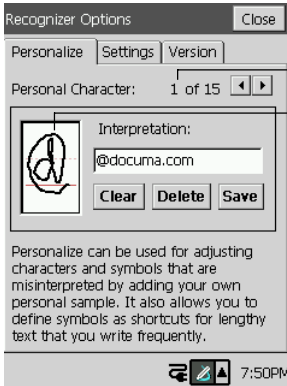 Recognizer Options Close
Personalize Settings Version
Personal Character: 1 of 15
Interpretation:
@documa.com
Clear Delete Save
Personalize can be used for adjusting
characters and symbols that are
misinterpreted by adding your own
personal sample. It also allows you to
define symbols as shortcuts for lengthy
text that you write frequently.
7:50PM